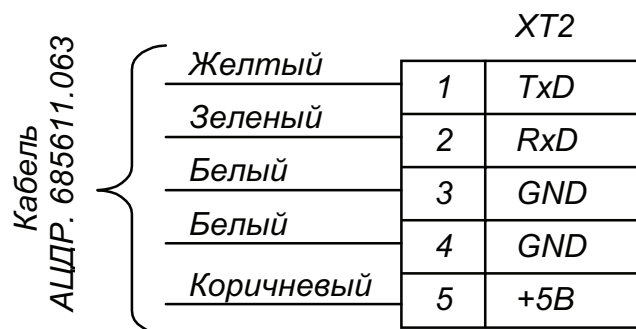 XT2
Кабель
АЦДР. 685611.063
Желтый 1 TxD
Зеленый 2 RxD
Белый 3 GND
Белый 4 GND
Коричневый 5 +5В